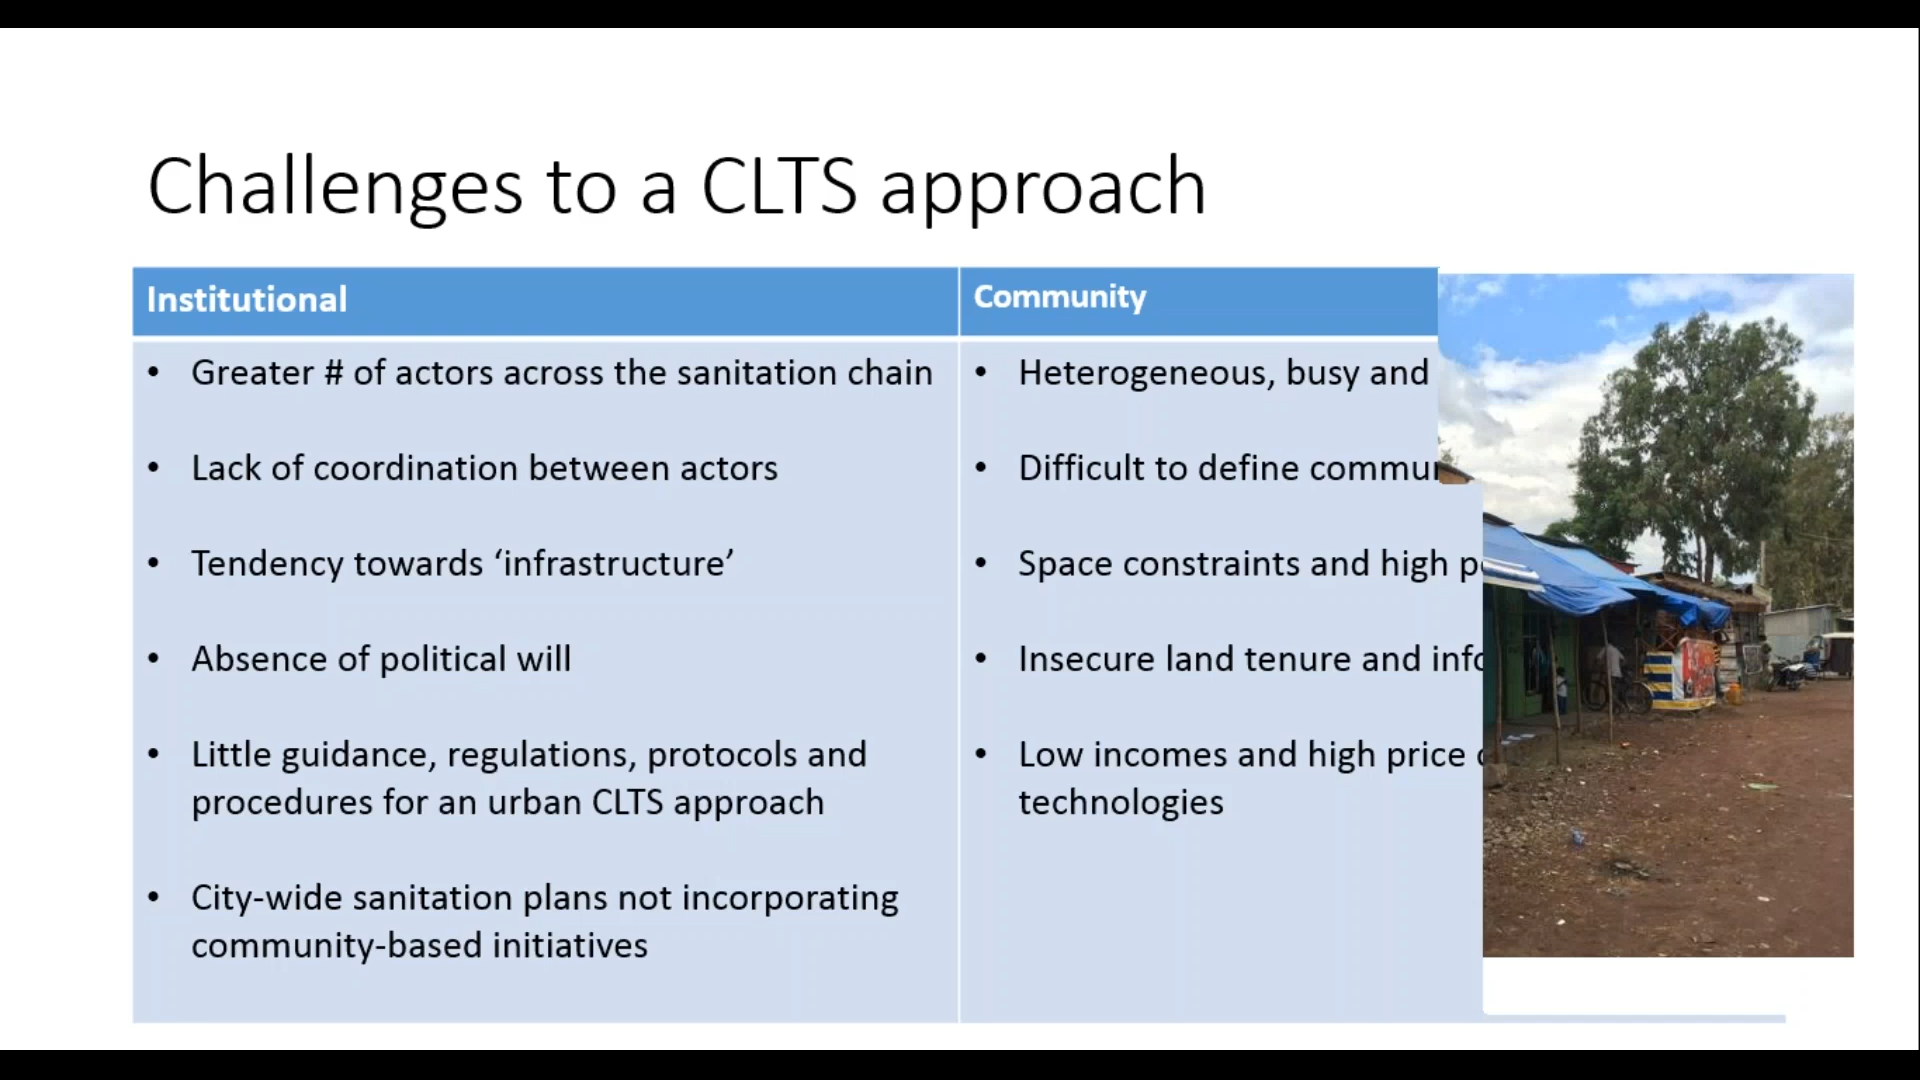 Challenges to a CLTS approach
Institutional
• Greater # of actors across the sanitation chain
• Lack of coordination between actors
• Tendency towards ‘infrastructure’
• Absence of political will
• Little guidance, regulations, protocols and
procedures for an urban CLTS approach
• City-wide sanitation plans not incorporating
community-based initiatives
Community
• Heterogeneous, busy and
• Difficult to define
• Space constraints and high
• Insecure land tenure and
• Low incomes and high price
technologies